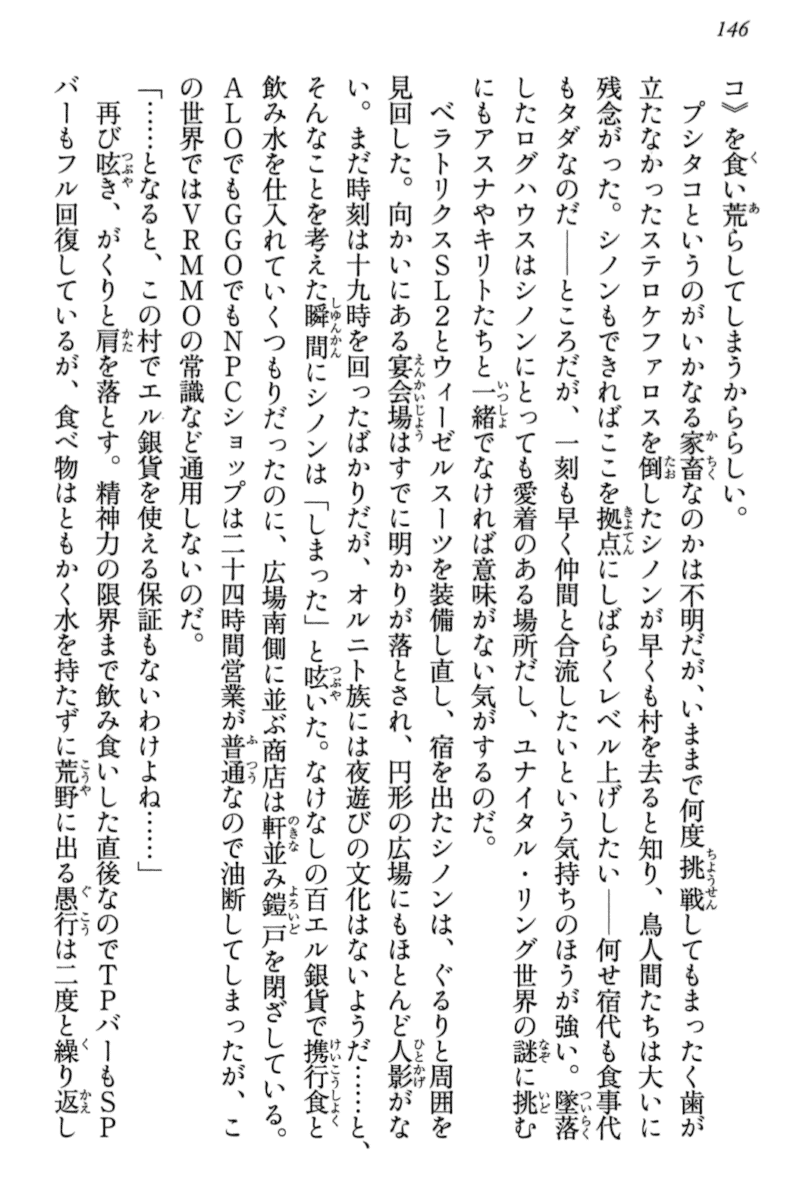 146
コ》を食い荒らしてしまうかららしい。
　プシタコというのがいかなる家畜なのかは不明だが、いままで何度挑戦してもまったく歯が
立たなかったステロケファロスを倒したシノンが早くも村を去ると知り、鳥人間たちは大いに
残念がった。シノンもできればここを拠点にしばらくレベル上げしたい――何せ宿代も食事代
もタダなのだ――ところだが、一刻も早く仲間と合流したいという気持ちのほうが強い。墜落
したログハウスはシノンにとっても愛着のある場所だし、ユナイタル・リング世界の謎に挑む
にもアスナやキリトたちと一緒でなければ意味がない気がするのだ。
　ベラトリクスSL2とウィーゼルスーツを装備し直し、宿を出たシノンは、ぐるりと周囲を
見回した。向かいにある宴会場はすでに明かりが落とされ、円形の広場にもほとんど人影がな
い。まだ時刻は十九時を回ったばかりだが、オルニト族には夜遊びの文化はないようだ……と、
そんなことを考えた瞬間にシノンは「しまった」と呟いた。なけなしの百エル銀貨で携行食と
飲み水を仕入れていくつもりだったのに、広場南側に並ぶ商店は軒並み鎧戸を閉ざしている。
ALOでもGGOでもNPCショップは二十四時間営業が普通なので油断してしまったが、こ
の世界ではVRMMOの常識など通用しないのだ。
「……となると、この村でエル銀貨を使える保証もないわけよね……」
　再び呟き、がくりと肩を落とす。精神力の限界まで飲み食いした直後なのでTPバーもSP
バーもフル回復しているが、食べ物はともかく水を持たずに荒野に出る愚行は二度と繰り返し